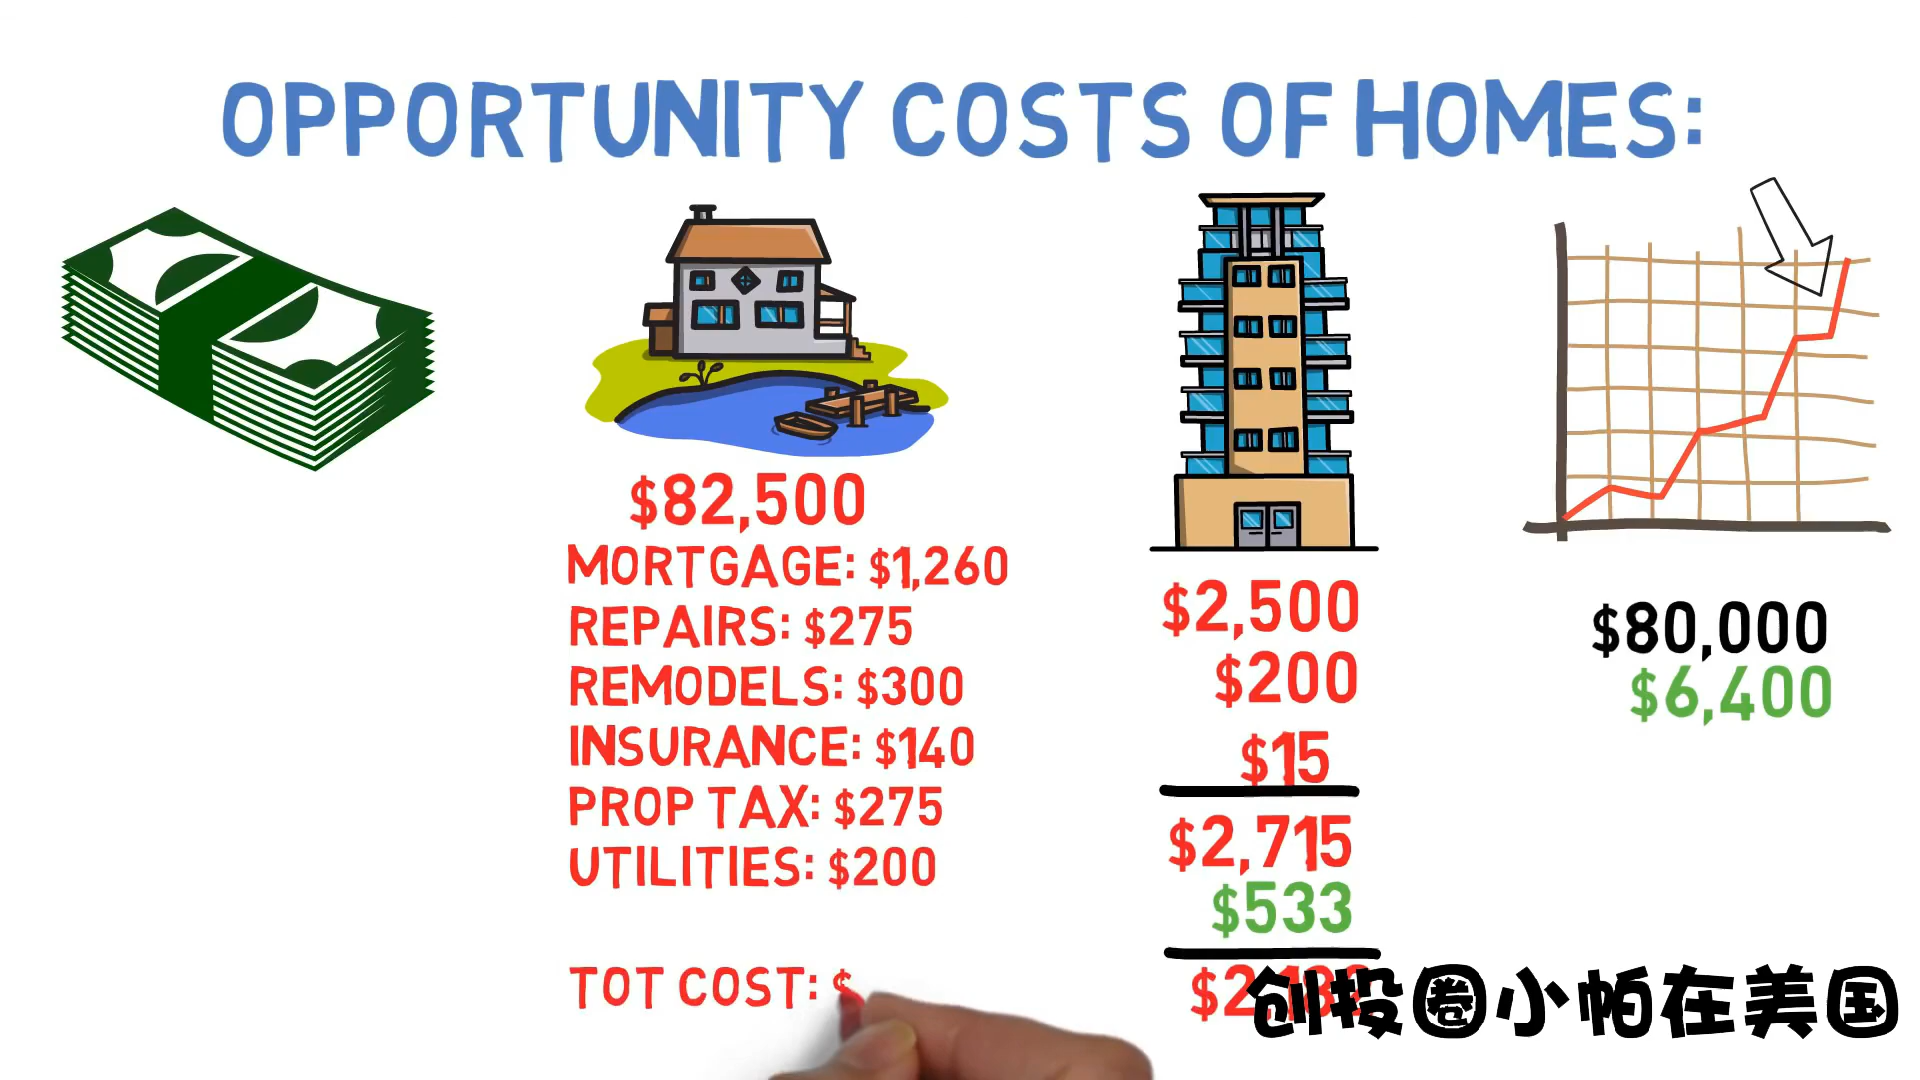 OPPORTUNITY COSTS OF HOMES:
$82,500
MORTGAGE: $1,260
REPAIRS: $275
REMODELS: $300
INSURANCE: $140
PROP TAX: $275
UTILITIES: $200
TOT COST: $
$2,500
$200
$15
$2,715
$533
$80,000
$6,400
创投圈小帕在美国